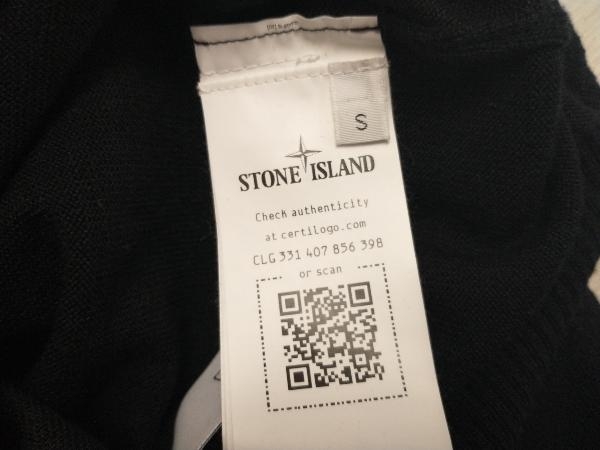 S
STONE ISLAND
Check authenticity
at certilogo.com
CLG 331 407 856 398
or scan